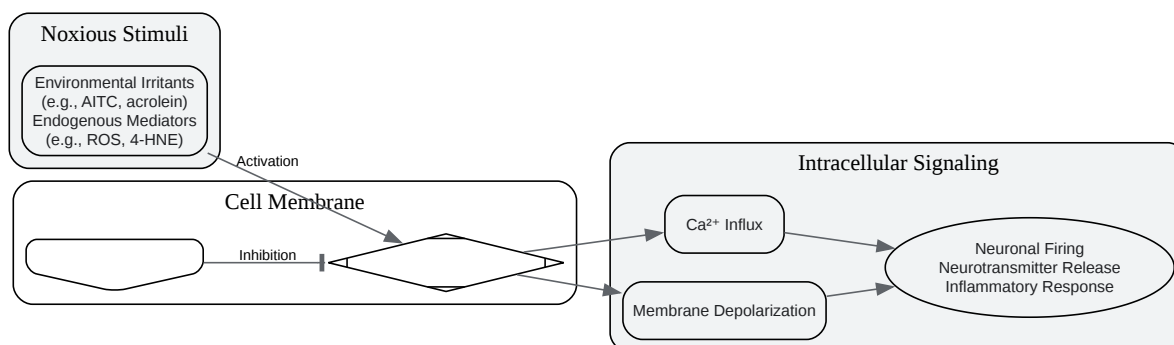 Noxious Stimuli
Environmental Irritants
(e.g., AITC, acrolein)
Endogenous Mediators
(e.g., ROS, 4-HNE)
Activation
Cell Membrane
Inhibition
Intracellular Signaling
Ca²⁺ Influx
Membrane Depolarization
Neuronal Firing
Neurotransmitter Release
Inflammatory Response